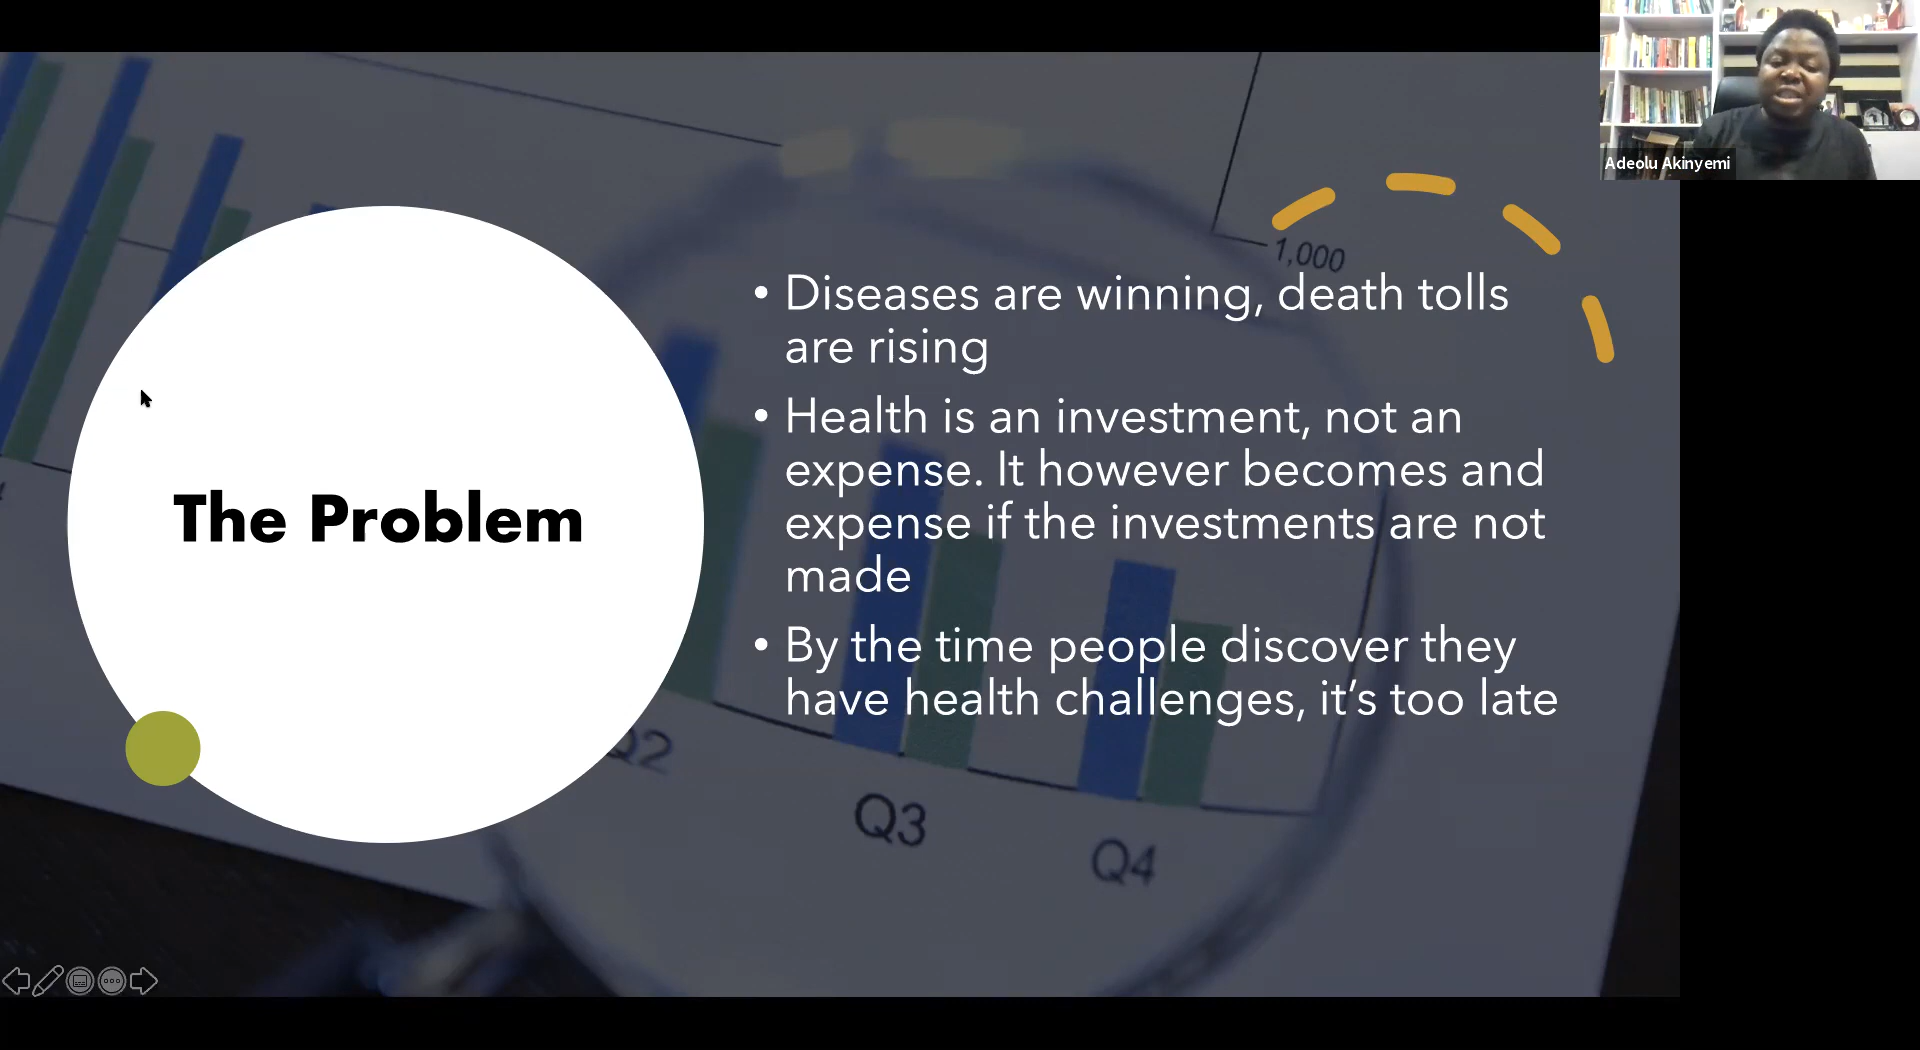 Adeolu Akinyemi
1,000
The Problem
• Diseases are winning, death tolls
are rising
• Health is an investment, not an
expense. It however becomes and
expense if the investments are not
made
• By the time people discover they
have health challenges, it’s too late
Q2
Q3
Q4